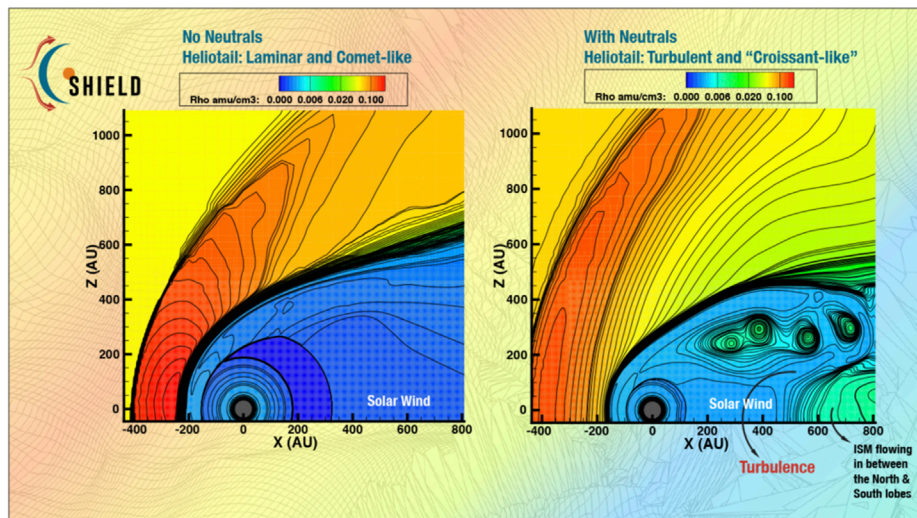 SHIELD
No Neutrals
Heliotail: Laminar and Comet-like
Rho amu/cm3: 0.000 0.006 0.020 0.100
Z (AU)
1000
800
600
400
200
0
Solar Wind
-400 -200 0 200 400 600 800
X (AU)
With Neutrals
Heliotail: Turbulent and “Croissant-like”
Rho amu/cm3: 0.000 0.006 0.020 0.100
Z (AU)
1000
800
600
400
200
0
Solar Wind
-400 -200 0 200 400 600 800
X (AU)
Turbulence
ISM flowing
in between
the North &
South lobes